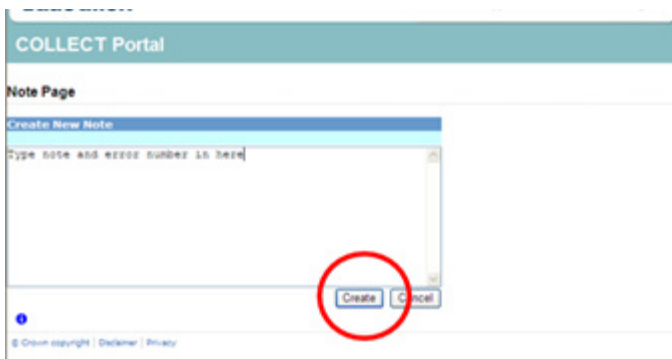 COLLECT Portal
Note Page
Create New Note
Type note and error number in here
Create Cancel
© Crown copyright | Disclaimer | Privacy